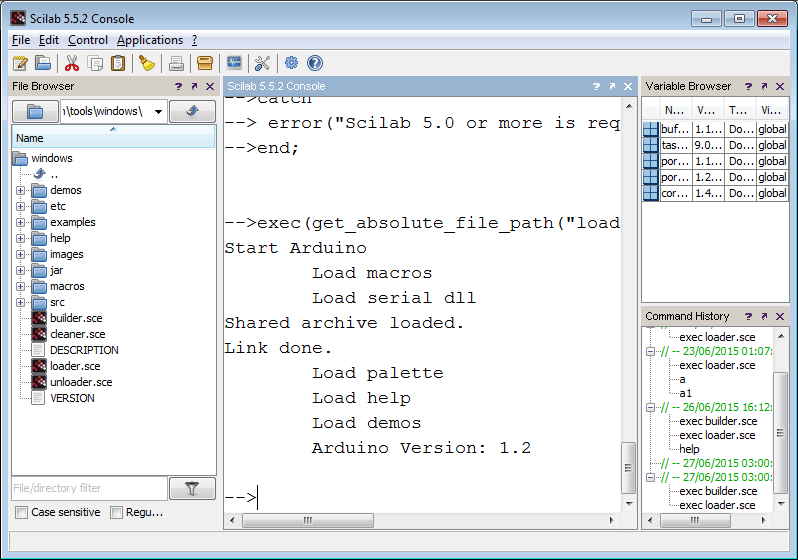 Scilab 5.5.2 Console
File Edit Control Applications ?
File Browser
ı\tools\windows\
Name
windows
..
demos
etc
examples
help
images
jar
macros
src
builder.sce
cleaner.sce
DESCRIPTION
loader.sce
unloader.sce
VERSION
File/directory filter
Case sensitive Regu...
Scilab 5.5.2 Console
-->catch
--> error("Scilab 5.0 or more is req
-->end;
-->exec(get_absolute_file_path("load
Start Arduino
Load macros
Load serial dll
Shared archive loaded.
Link done.
Load palette
Load help
Load demos
Arduino Version: 1.2
-->
Variable Browser
N... V... T... Vi...
buf... 1.1... Do... global
tas... 9.0... Do... global
por... 1.1... Do... global
por... 1.2... Do... global
cor... 1.4... Do... global
Command History
exec loader.sce
// -- 23/06/2015 01:07:
exec loader.sce
a
a1
// -- 26/06/2015 16:12:
exec builder.sce
exec loader.sce
help
// -- 27/06/2015 03:00:
// -- 27/06/2015 03:00:
exec builder.sce
exec loader.sce